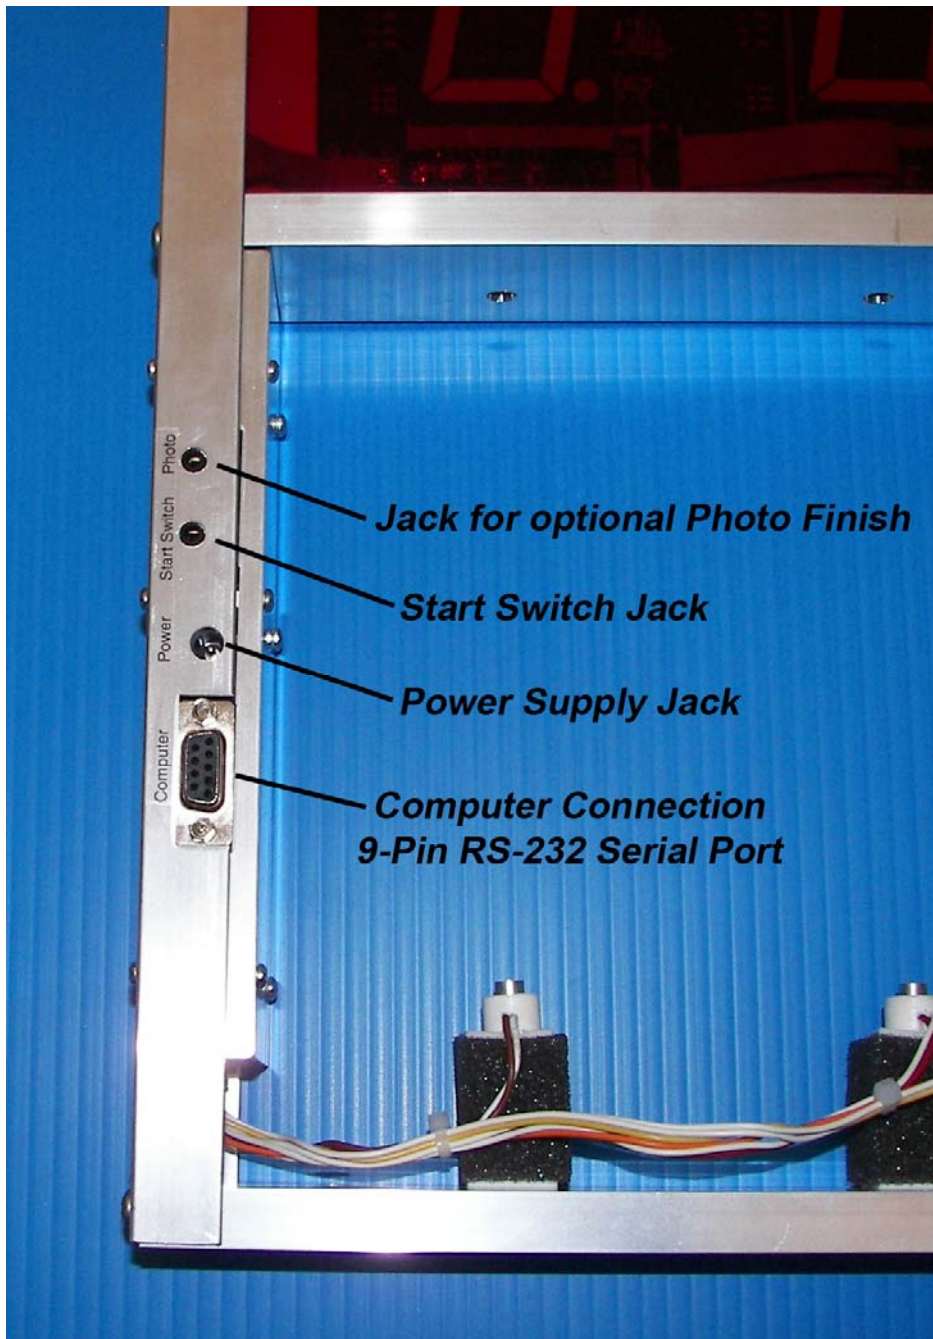 Photo
Jack for optional Photo Finish
Start Switch
Start Switch Jack
Power
Power Supply Jack
Computer
Computer Connection
9-Pin RS-232 Serial Port